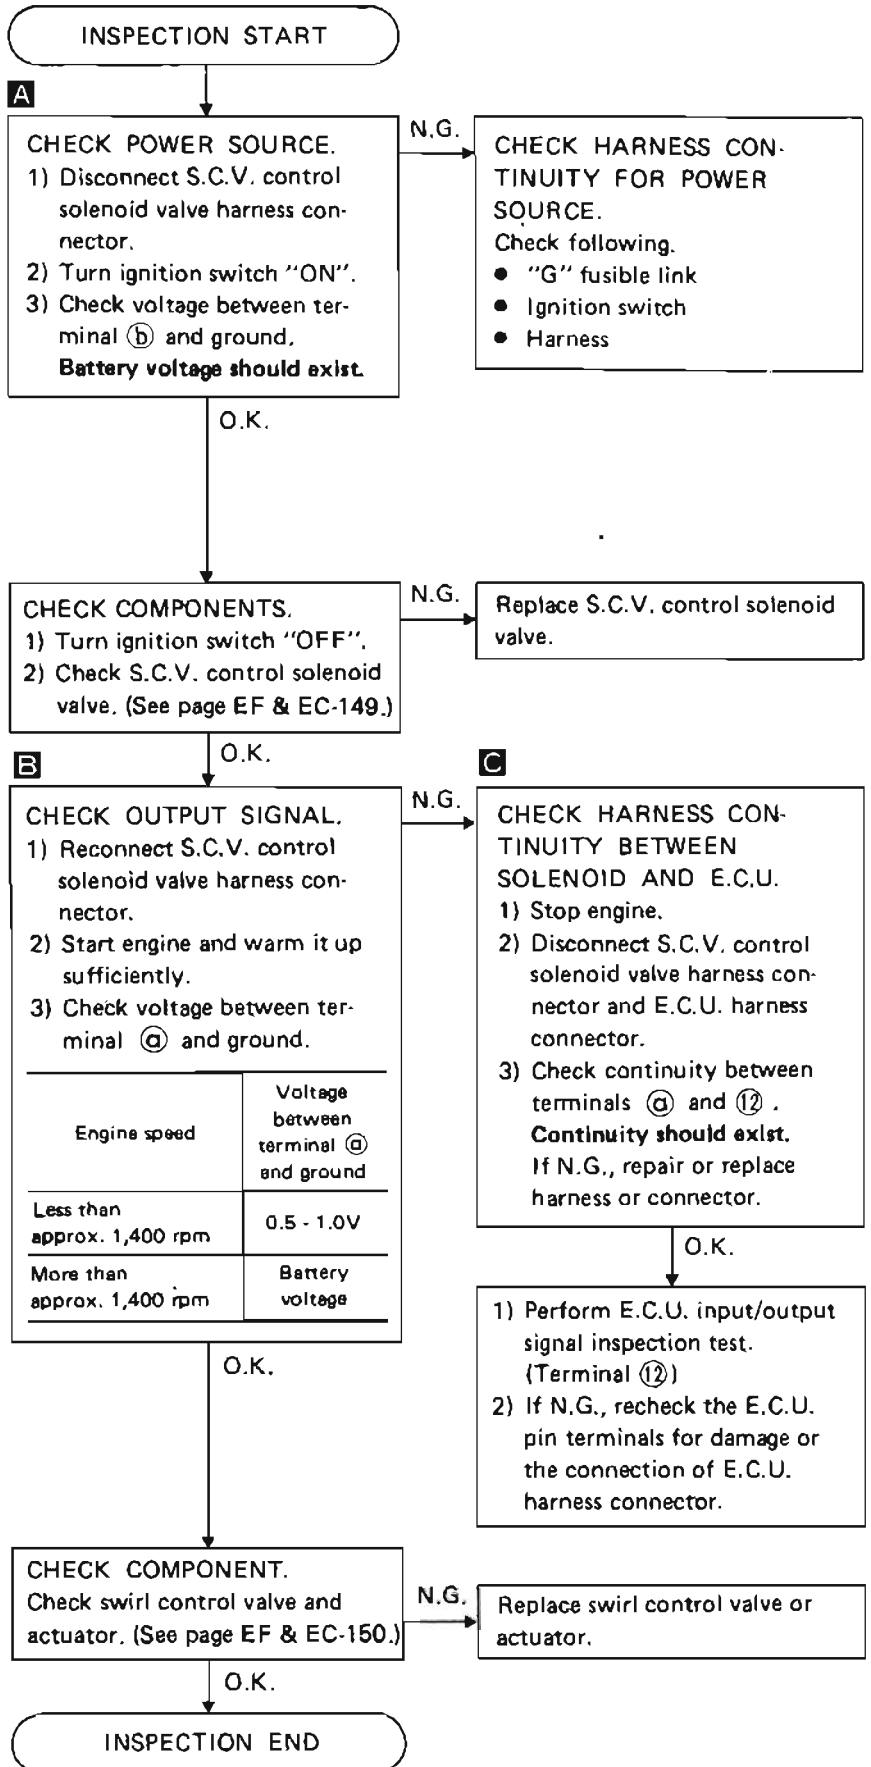 INSPECTION START
A
CHECK POWER SOURCE.
1) Disconnect S.C.V. control
solenoid valve harness con-
nector.
2) Turn ignition switch "ON".
3) Check voltage between ter-
minal ⓑ and ground.
Battery voltage should exist.
N.G.
CHECK HARNESS CON-
TINUITY FOR POWER
SOURCE.
Check following.
● "G" fusible link
● Ignition switch
● Harness
O.K.
CHECK COMPONENTS.
1) Turn ignition switch "OFF".
2) Check S.C.V. control solenoid
valve. (See page EF & EC-149.)
N.G.
Replace S.C.V. control solenoid
valve.
O.K.
B
CHECK OUTPUT SIGNAL.
1) Reconnect S.C.V. control
solenoid valve harness con-
nector.
2) Start engine and warm it up
sufficiently.
3) Check voltage between ter-
minal ⓐ and ground.
Engine speed
Voltage
between
terminal ⓐ
and ground
Less than
approx. 1,400 rpm
0.5 - 1.0V
More than
approx. 1,400 rpm
Battery
voltage
N.G.
C
CHECK HARNESS CON-
TINUITY BETWEEN
SOLENOID AND E.C.U.
1) Stop engine.
2) Disconnect S.C.V. control
solenoid valve harness con-
nector and E.C.U. harness
connector.
3) Check continuity between
terminals ⓐ and ⑫ .
Continuity should exist.
If N.G., repair or replace
harness or connector.
O.K.
1) Perform E.C.U. input/output
signal inspection test.
(Terminal ⑫)
2) If N.G., recheck the E.C.U.
pin terminals for damage or
the connection of E.C.U.
harness connector.
O.K.
CHECK COMPONENT.
Check swirl control valve and
actuator. (See page EF & EC-150.)
N.G.
Replace swirl control valve or
actuator.
O.K.
INSPECTION END